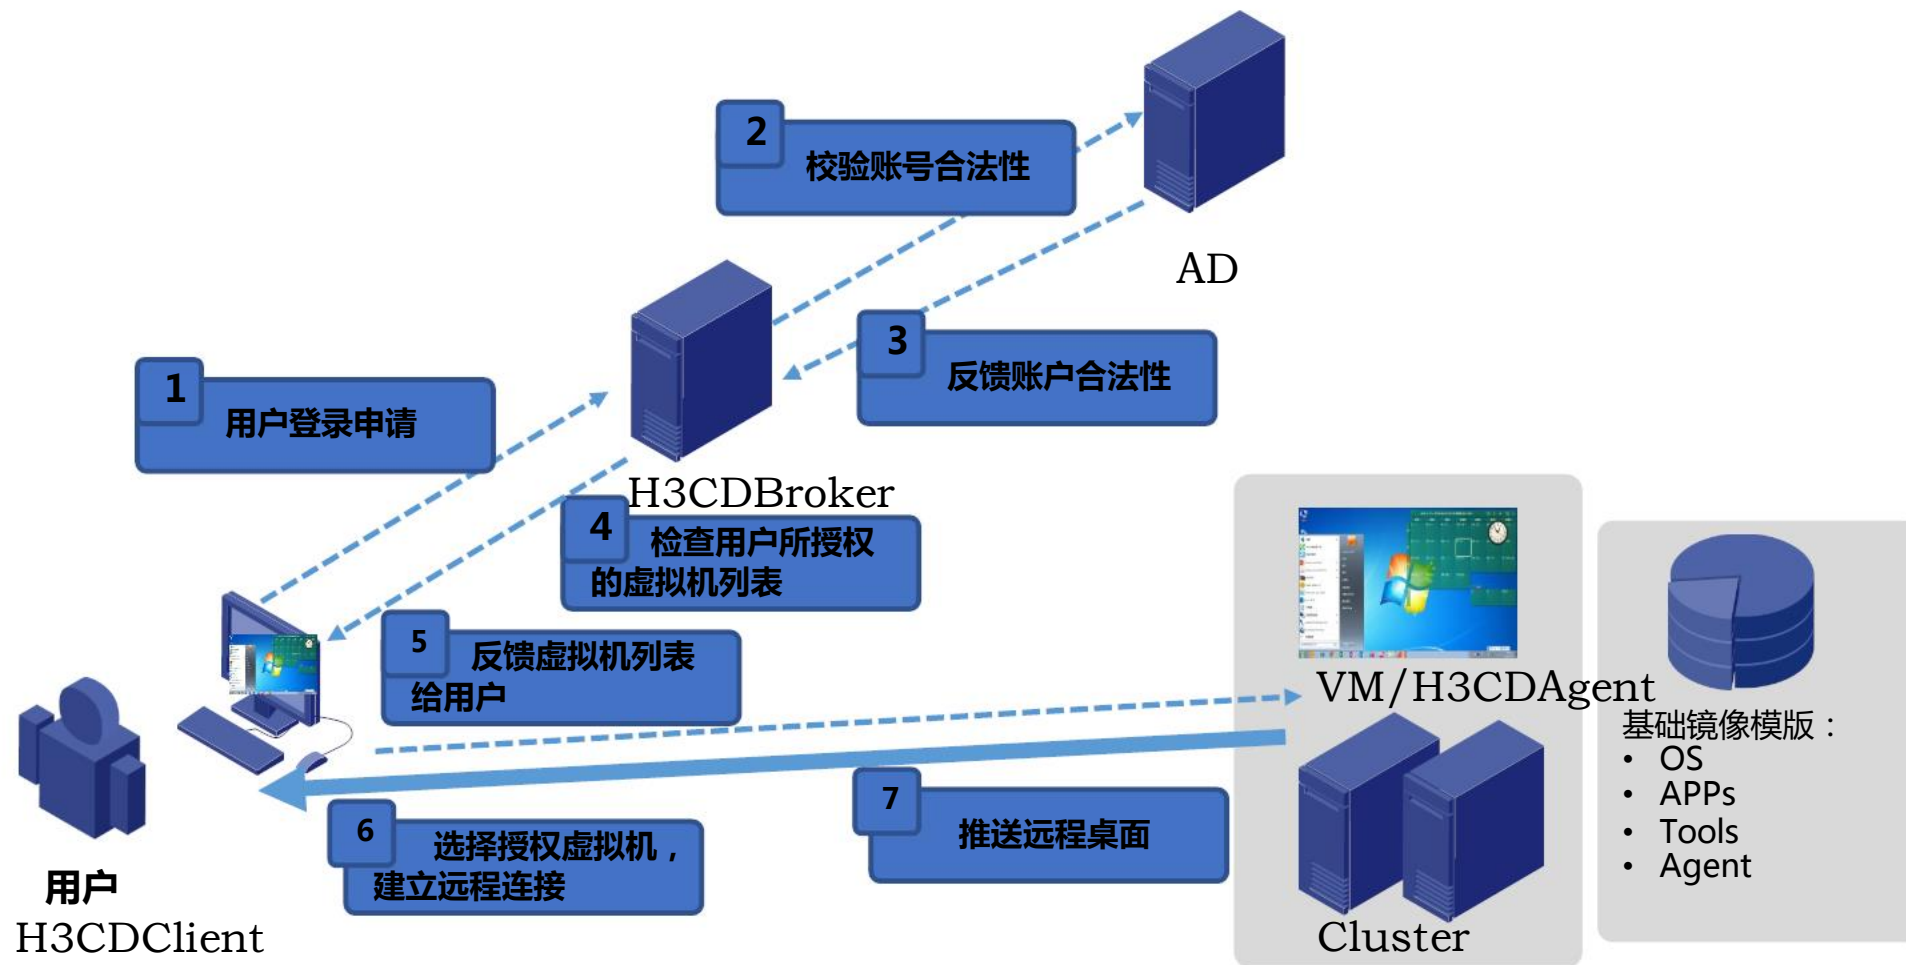 1
用户登录申请
2
校验账号合法性
AD
3
反馈账户合法性
H3CDBroker
4
检查用户所授权
的虚拟机列表
5
反馈虚拟机列表
给用户
6
选择授权虚拟机，
建立远程连接
7
推送远程桌面
用户
H3CDClient
VM/H3CDAgent
Cluster
基础镜像模版：
• OS
• APPs
• Tools
• Agent